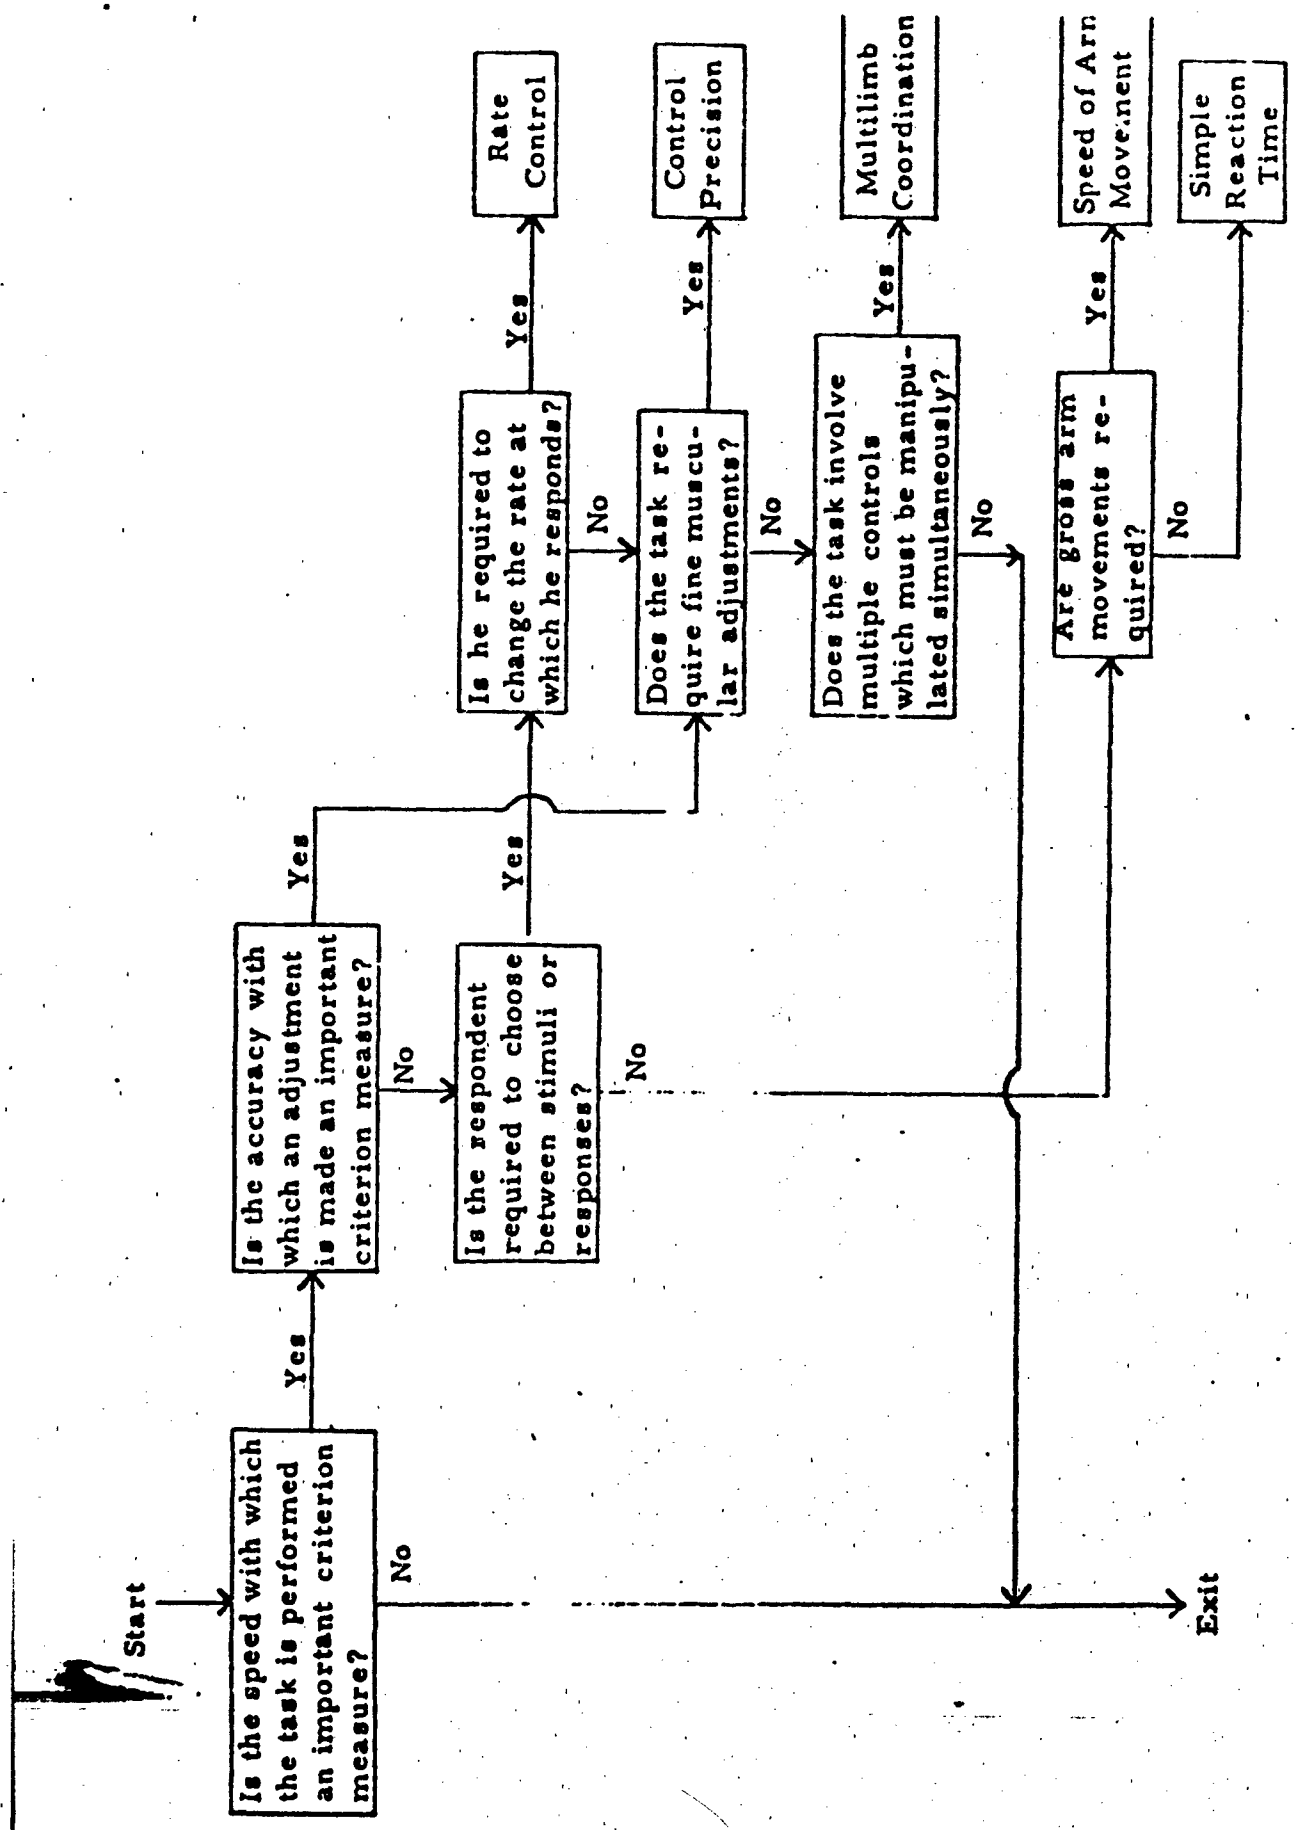 Start
Is the speed with which
the task is performed
an important criterion
measure?
Yes
No
Exit
Is the accuracy with
which an adjustment
is made an important
criterion measure?
Yes
No
Is the respondent
required to choose
between stimuli or
responses?
Yes
No
Is he required to
change the rate at
which he responds?
Yes
No
Rate
Control
Does the task re-
quire fine muscu-
lar adjustments?
Yes
No
Control
Precision
Does the task involve
multiple controls
which must be manipu-
lated simultaneously?
Yes
No
Multilimb
Coordination
Are gross arm
movements re-
quired?
Yes
No
Speed of Arm
Movement
Simple
Reaction
Time